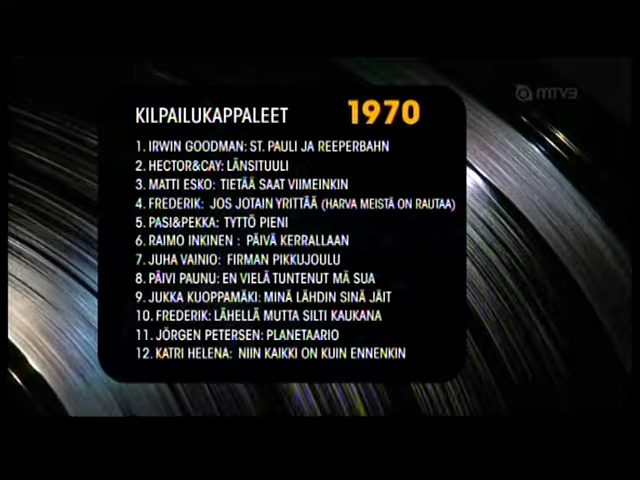 MTV3
KILPAILUKAPPALEET 1970
1. IRWIN GOODMAN: ST. PAULI JA REEPERBAHN
2. HECTOR&CAY: LÄNSITUULI
3. MATTI ESKO: TIETÄÄ SAAT VIIMEINKIN
4. FREDERIK: JOS JOTAIN YRITTÄÄ (HARVA MEISTÄ ON RAUTAA)
5. PASI&PEKKA: TYTTÖ PIENI
6. RAIMO INKINEN : PÄIVÄ KERRALLAAN
7. JUHA VAINIO: FIRMAN PIKKUJOULU
8. PÄIVI PAUNU: EN VIELÄ TUNTENUT MÄ SUA
9. JUKKA KUOPPAMÄKI: MINÄ LÄHDIN SINÄ JÄIT
10. FREDERIK: LÄHELLÄ MUTTA SILTI KAUKANA
11. JÖRGEN PETERSEN: PLANETAARIO
12. KATRI HELENA: NIIN KAIKKI ON KUIN ENNENKIN